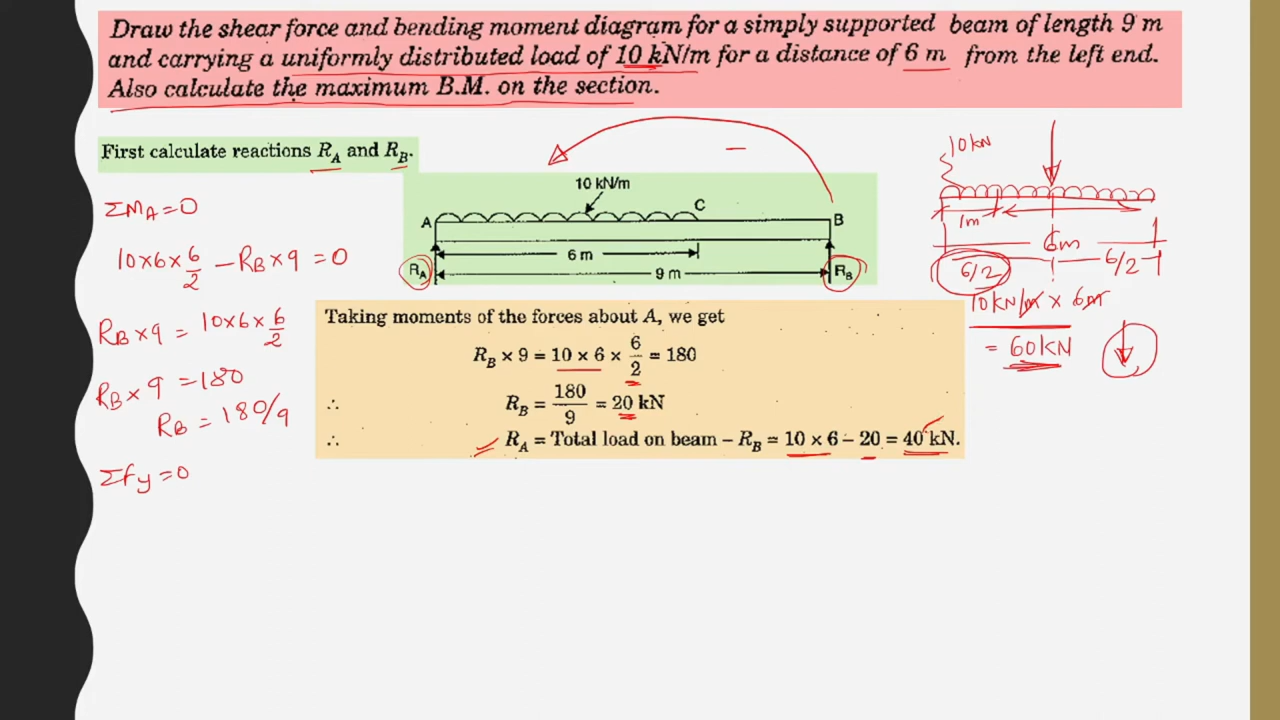 Draw the shear force and bending moment diagram for a simply supported beam of length 9 m
and carrying a uniformly distributed load of 10 kN/m for a distance of 6 m from the left end.
Also calculate the maximum B.M. on the section.
First calculate reactions R_A and R_B.
ΣM_A=0
10×6×6/2 - R_B×9 = 0
R_B×9 = 10×6×6/2
R_B×9 = 180
R_B = 180/9
Σfy=0
10 kN/m
A
C
B
6 m
9 m
R_A
R_B
−
Taking moments of the forces about A, we get
R_B × 9 = 10 × 6 × 6/2 = 180
∴ R_B = 180/9 = 20 kN
∴ R_A = Total load on beam – R_B = 10 × 6 – 20 = 40 kN.
10kN
1m
6m
6/2
6/2
10kN/m × 6m
= 60KN